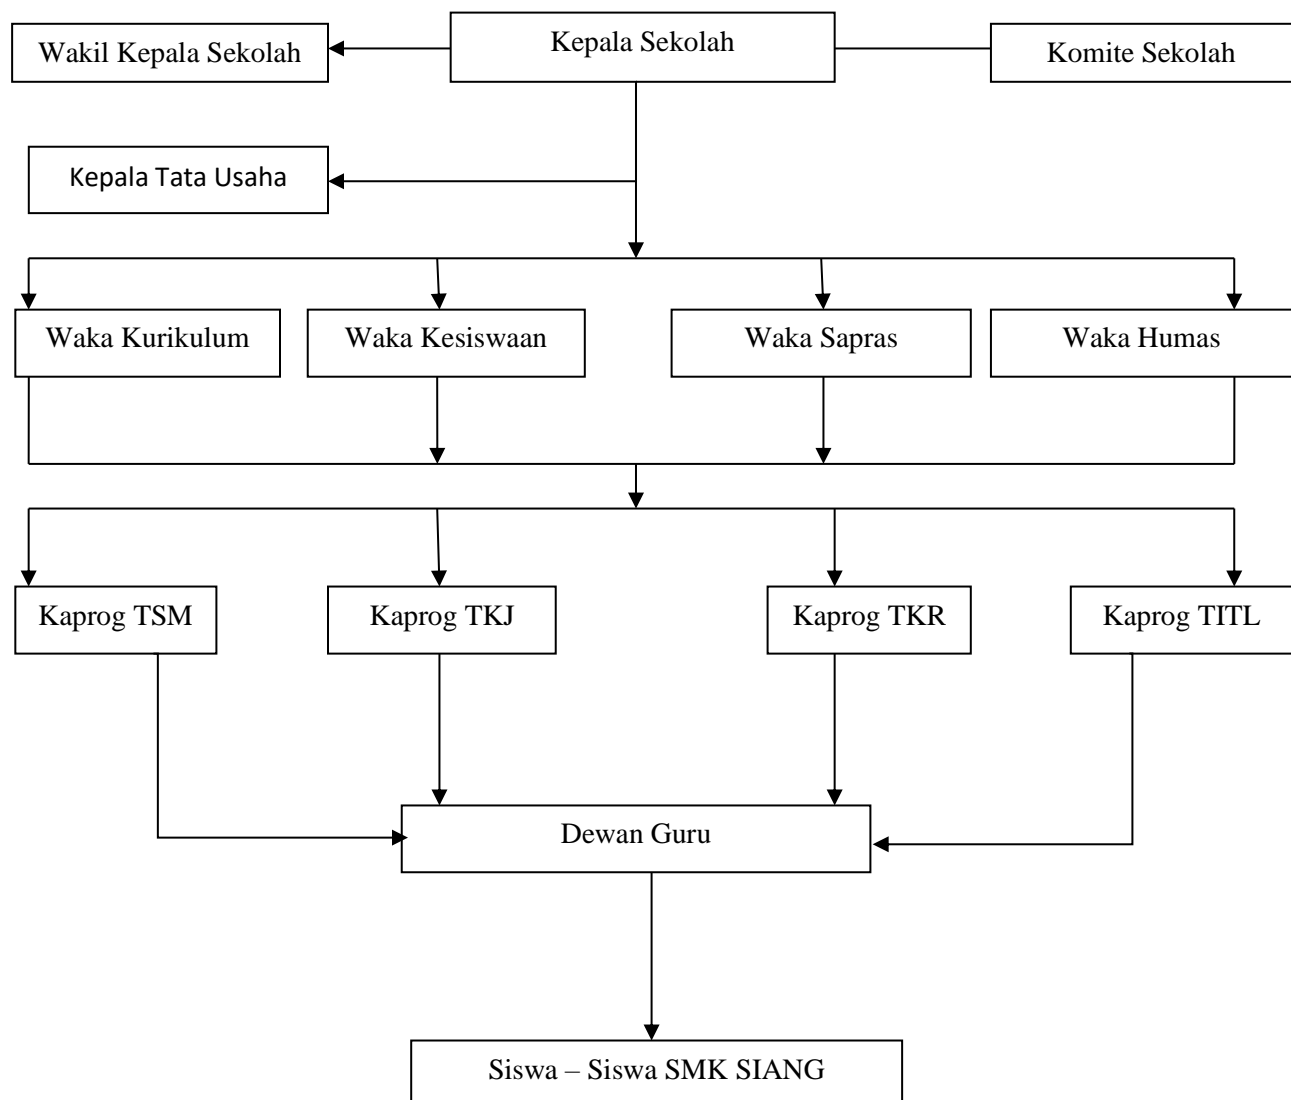 Wakil Kepala Sekolah
Kepala Sekolah
Komite Sekolah
Kepala Tata Usaha
Waka Kurikulum
Waka Kesiswaan
Waka Sapras
Waka Humas
Kaprog TSM
Kaprog TKJ
Kaprog TKR
Kaprog TITL
Dewan Guru
Siswa – Siswa SMK SIANG